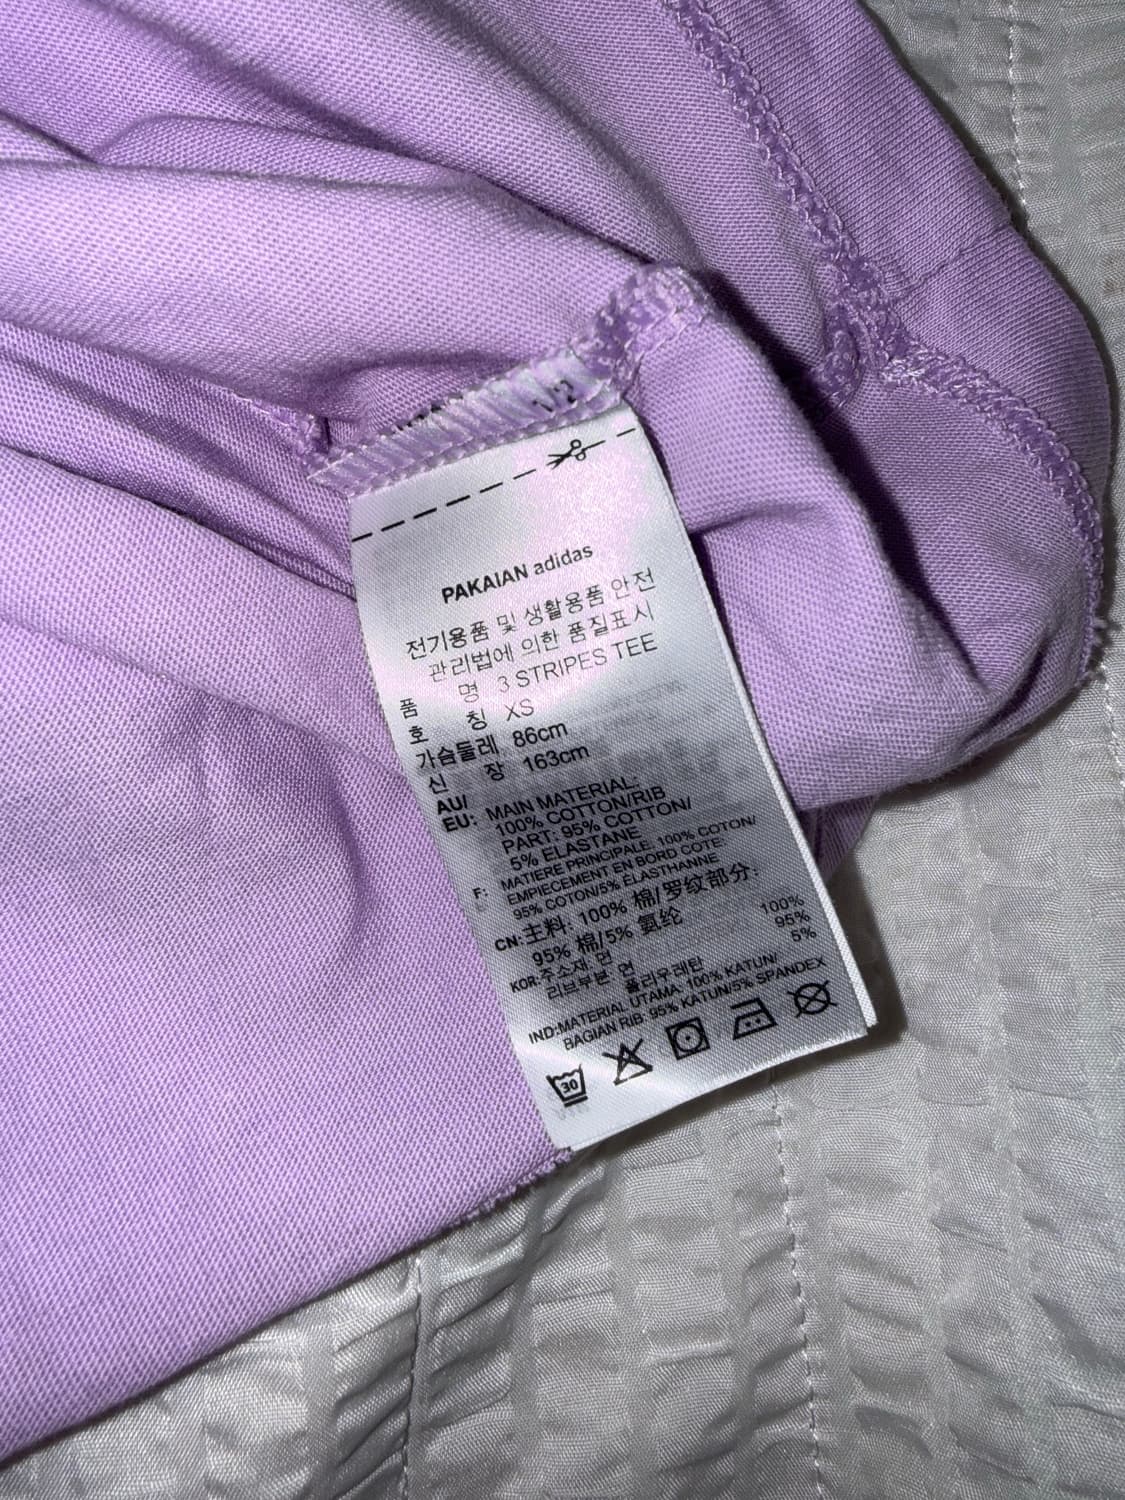 PAKAIAN adidas
전기용품 및 생활용품 안전
관리법에 의한 품질표시
품 명 3 STRIPES TEE
호 칭 XS
가슴둘레 86cm
신 장 163cm
AU/
EU: MAIN MATERIAL:
100% COTTON/RIB
PART: 95% COTTON/
5% ELASTANE
F: MATIERE PRINCIPALE: 100% COTON/
EMPIECEMENT EN BORD COTE:
95% COTON/5% ELASTHANNE
CN:主料: 100% 棉/罗纹部分:
95% 棉/5% 氨纶
KOR:주소재: 면 100%
리브부분 면 95%
폴리우레탄 5%
IND:MATERIAL UTAMA: 100% KATUN/
BAGIAN RIB: 95% KATUN/5% SPANDEX
30